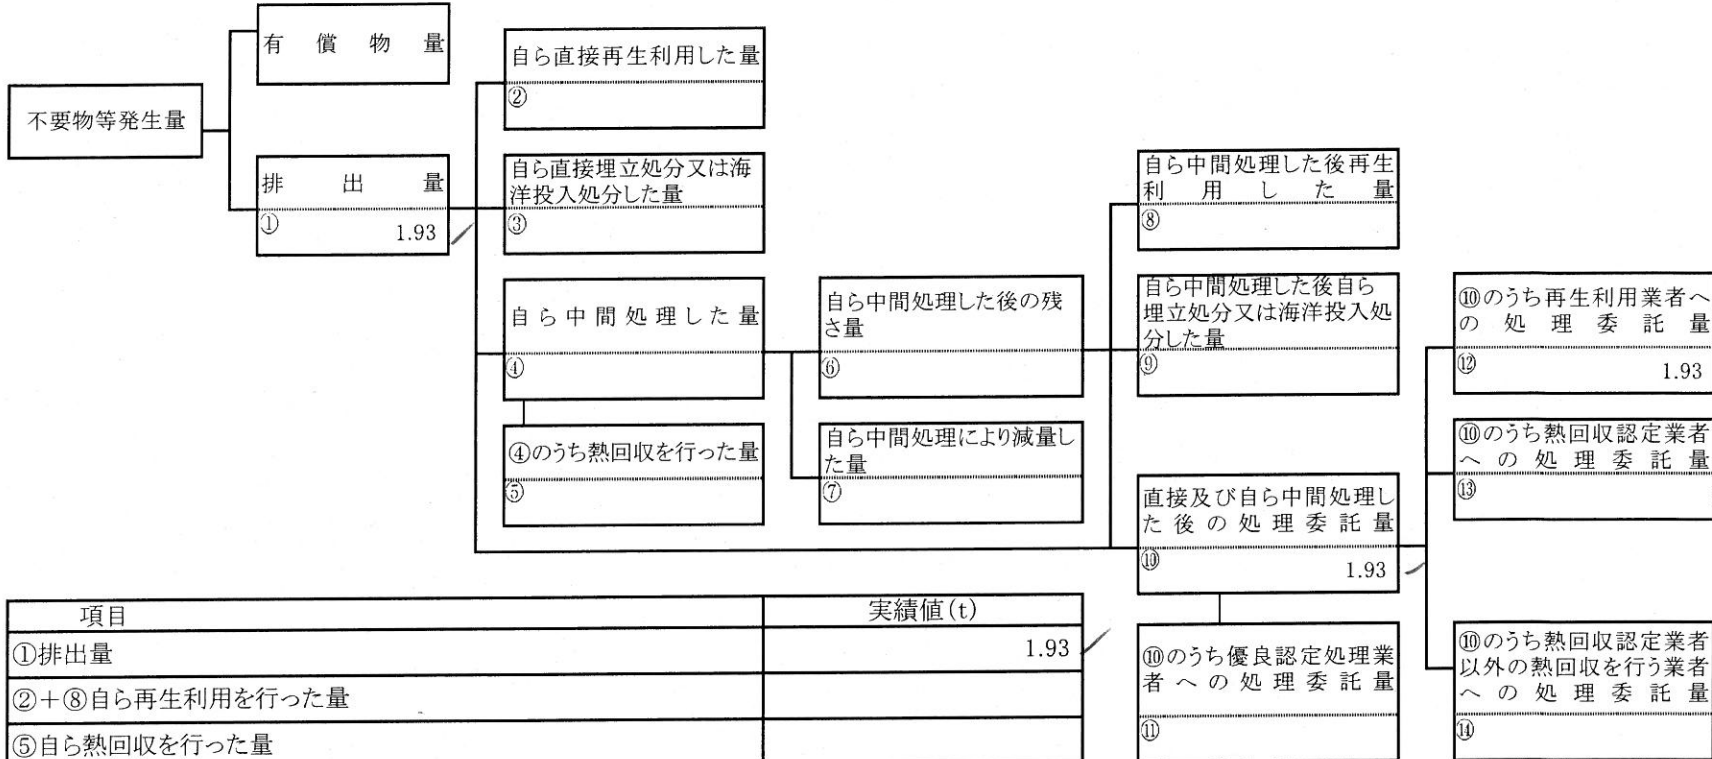 有償物量
不要物等発生量
排出量
①
1.93
自ら直接再生利用した量
②
自ら直接埋立処分又は海
洋投入処分した量
③
自ら中間処理した量
④
④のうち熱回収を行った量
⑤
自ら中間処理した後の残
さ量
⑥
自ら中間処理により減量し
た量
⑦
自ら中間処理した後再生
利用した量
⑧
自ら中間処理した後自ら
埋立処分又は海洋投入処
分した量
⑨
直接及び自ら中間処理し
た後の処理委託量
⑩
1.93
⑩のうち優良認定処理業
者への処理委託量
⑪
⑩のうち再生利用業者へ
の処理委託量
⑫
1.93
⑩のうち熱回収認定業者
への処理委託量
⑬
⑩のうち熱回収認定業者
以外の熱回収を行う業者
への処理委託量
⑭
項目 実績値(t)
①排出量 1.93
②+⑧自ら再生利用を行った量
⑤自ら熱回収を行った量